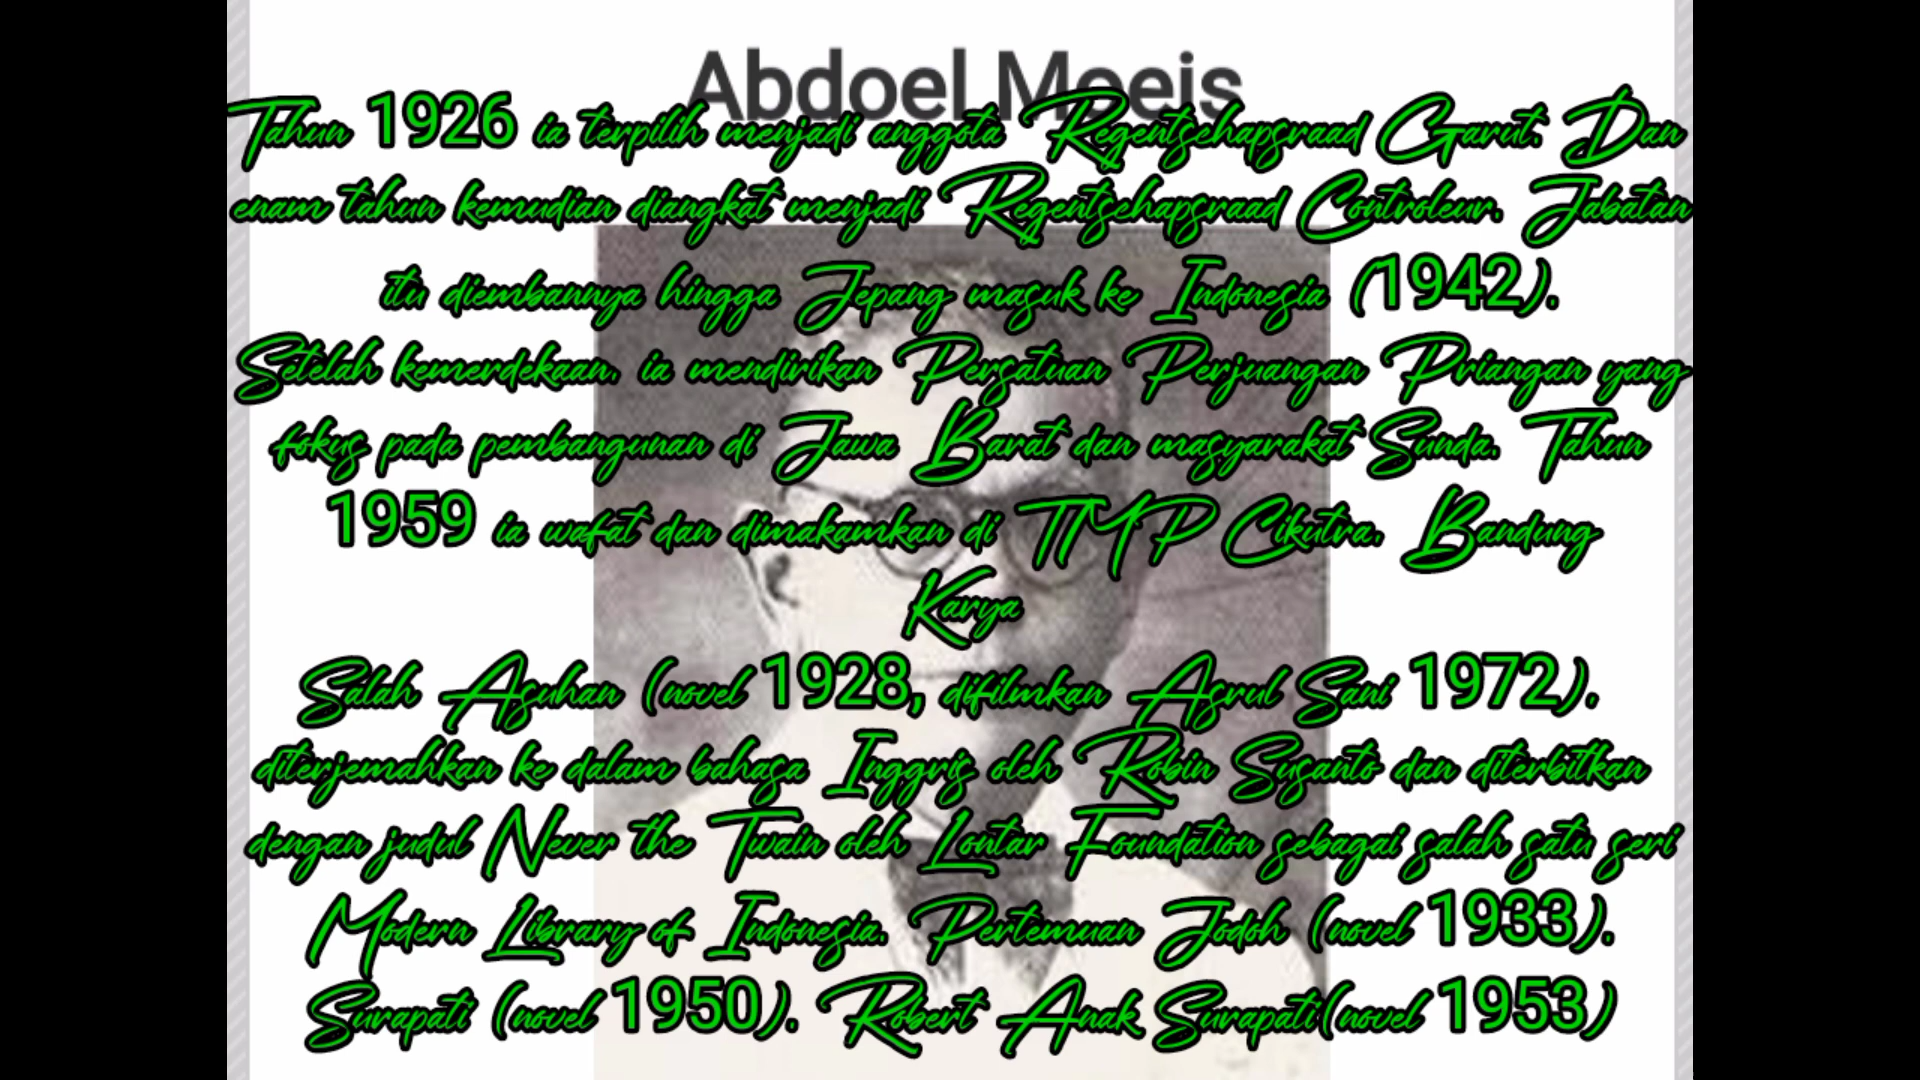 Abdoel Moeis
Tahun 1926 ia terpilih menjadi anggota Regentschapsraad Garut. Dan
enam tahun kemudian diangkat menjadi Regentschapsraad Controleur. Jabatan
itu diembannya hingga Jepang masuk ke Indonesia (1942).
Setelah kemerdekaan, ia mendirikan Persatuan Perjuangan Priangan yang
fokus pada pembangunan di Jawa Barat dan masyarakat Sunda. Tahun
1959 ia wafat dan dimakamkan di TMP Cikutra, Bandung
Karya
Salah Asuhan (novel 1928, difilmkan Asrul Sani 1972),
diterjemahkan ke dalam bahasa Inggris oleh Robin Susanto dan diterbitkan
dengan judul Never the Twain oleh Lontar Foundation sebagai salah satu seri
Modern Library of Indonesia. Pertemuan Jodoh (novel 1933).
Surapati (novel 1950). Robert Anak Surapati(novel 1953)